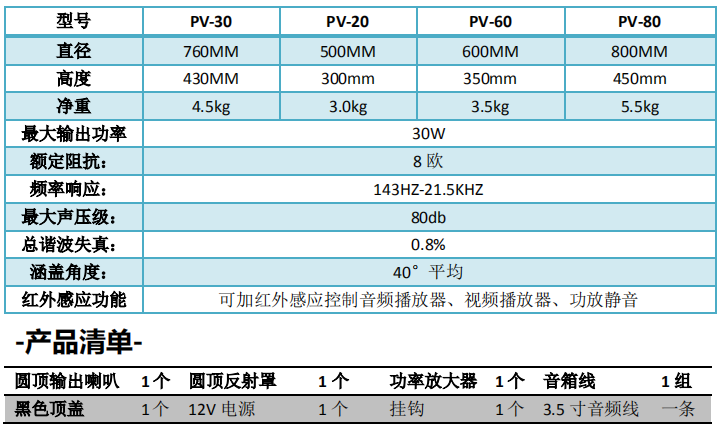 型号 PV-30 PV-20 PV-60 PV-80
直径 760MM 500MM 600MM 800MM
高度 430MM 300mm 350mm 450mm
净重 4.5kg 3.0kg 3.5kg 5.5kg
最大输出功率 30W
额定阻抗： 8 欧
频率响应： 143HZ-21.5KHZ
最大声压级： 80db
总谐波失真： 0.8%
涵盖角度： 40° 平均
红外感应功能 可加红外感应控制音频播放器、视频播放器、功放静音
-产品清单-
圆顶输出喇叭 1 个 圆顶反射罩 1 个 功率放大器 1 个 音箱线 1 组
黑色顶盖 1 个 12V 电源 1 个 挂钩 1 个 3.5 寸音频线 一条